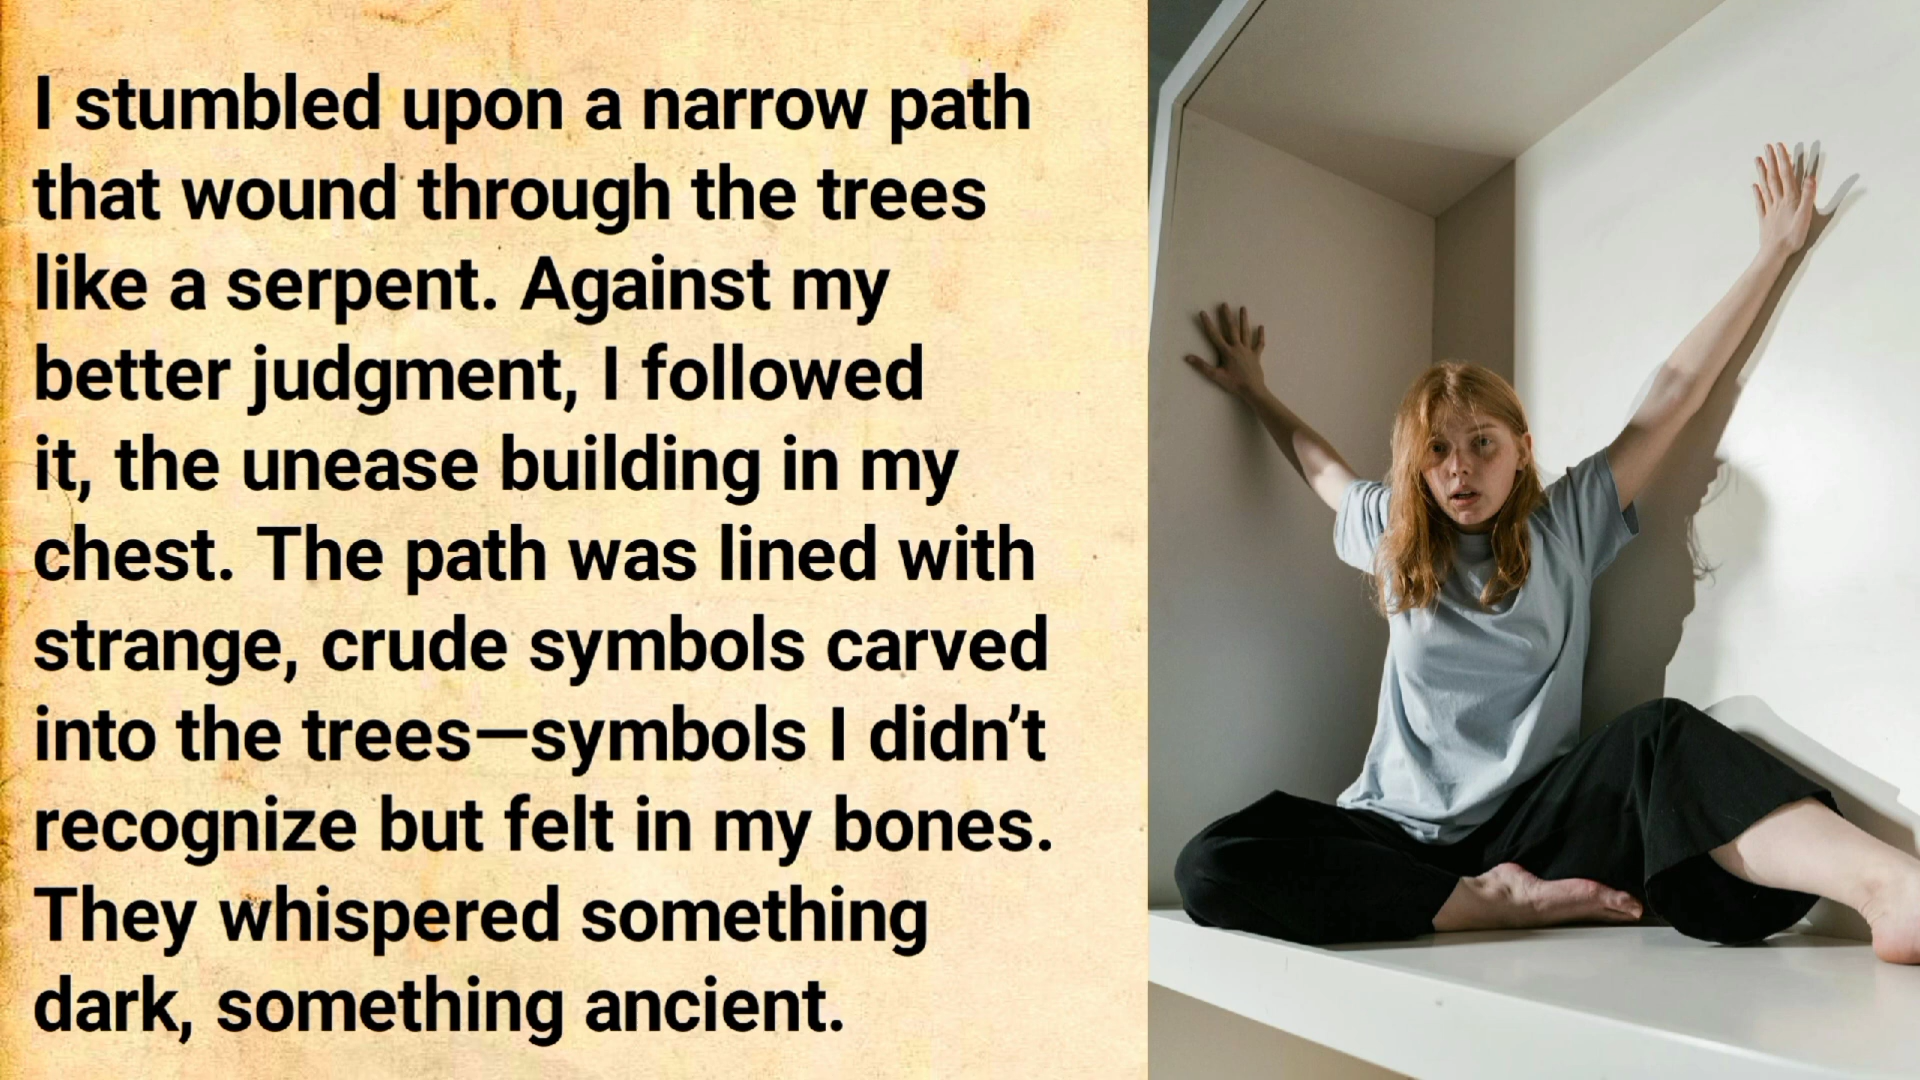 I stumbled upon a narrow path
that wound through the trees
like a serpent. Against my
better judgment, I followed
it, the unease building in my
chest. The path was lined with
strange, crude symbols carved
into the trees—symbols I didn’t
recognize but felt in my bones.
They whispered something
dark, something ancient.